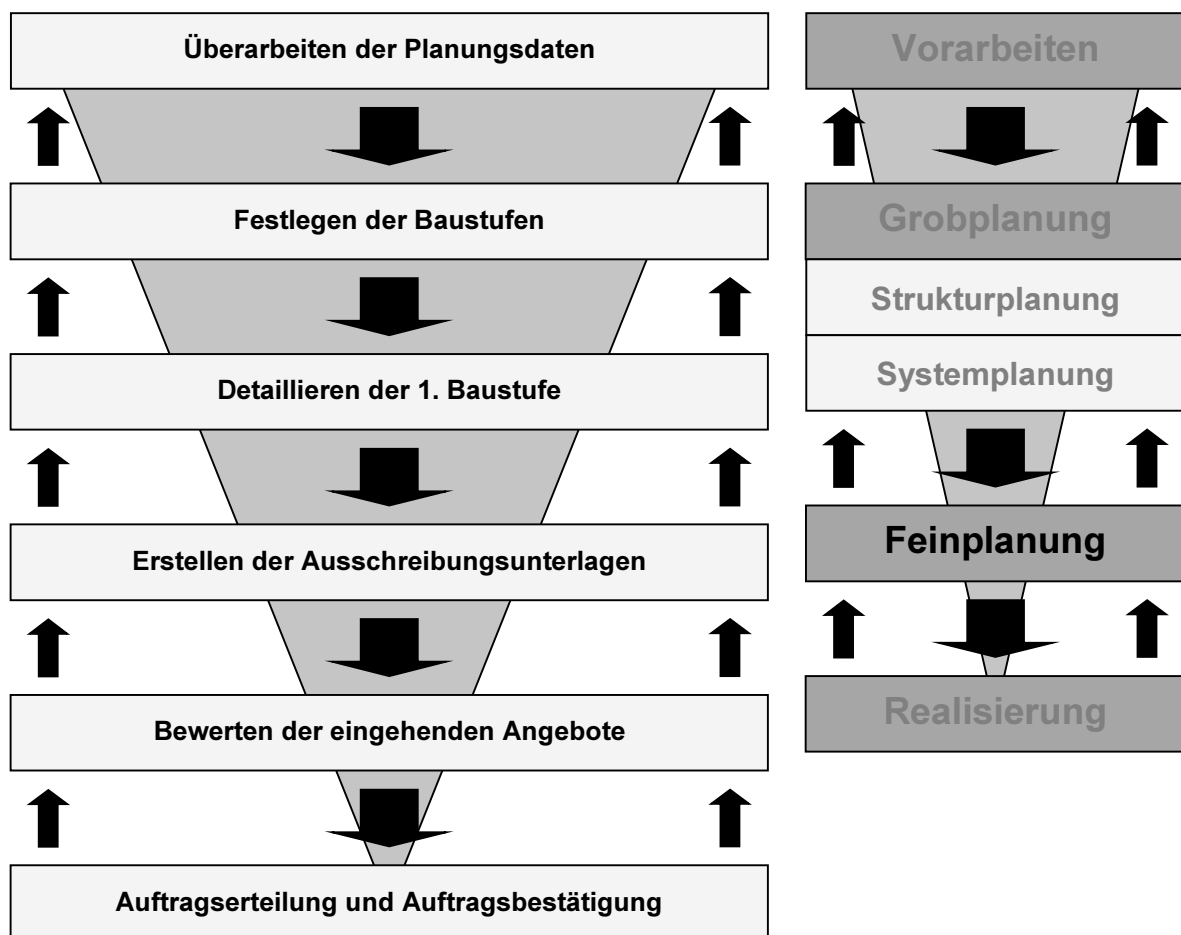 Überarbeiten der Planungsdaten
Festlegen der Baustufen
Detaillieren der 1. Baustufe
Erstellen der Ausschreibungsunterlagen
Bewerten der eingehenden Angebote
Auftragserteilung und Auftragsbestätigung
Vorarbeiten
Grobplanung
Strukturplanung
Systemplanung
Feinplanung
Realisierung